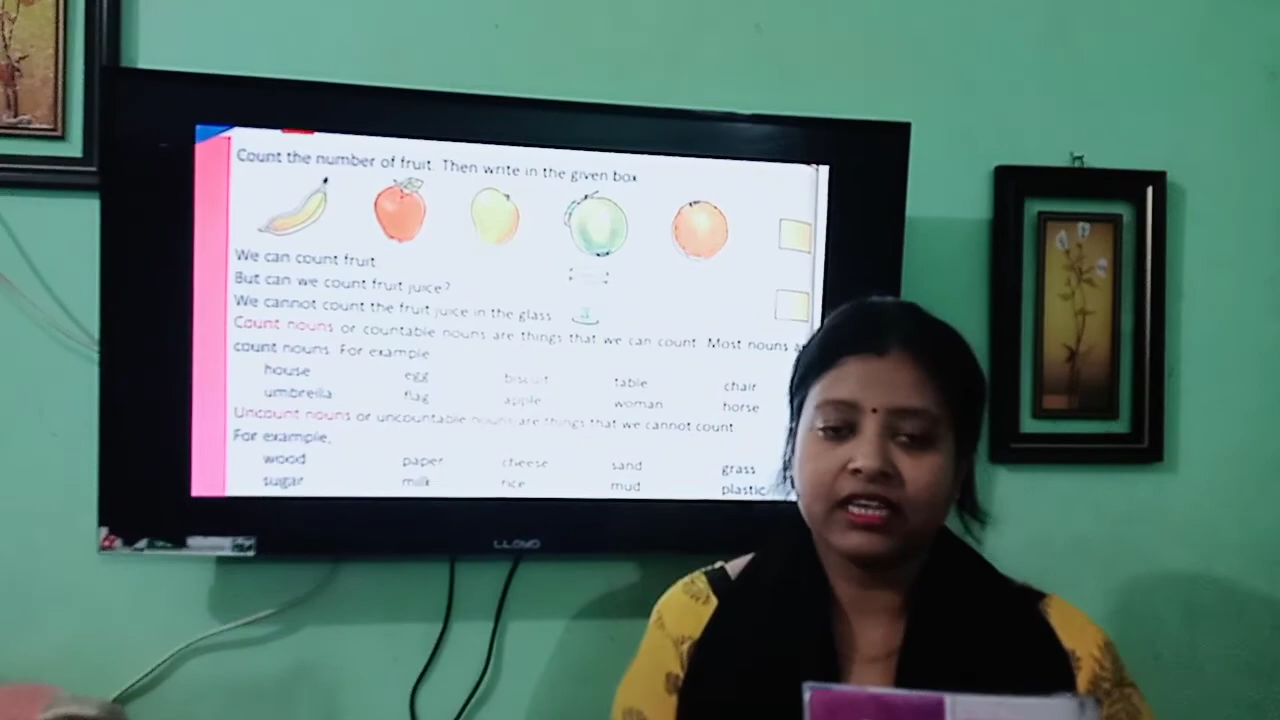 Count the number of fruit. Then write in the given box
We can count fruit.
But can we count fruit juice?
We cannot count the fruit juice in the glass
Count nouns or countable nouns are things that we can count. Most nouns
count nouns. For example
house egg biscuit table chair
umbrella flag apple woman horse
Uncount nouns or uncountable nouns are things that we cannot count
For example,
wood paper cheese sand grass
sugar milk rice mud plastic
LLOYD